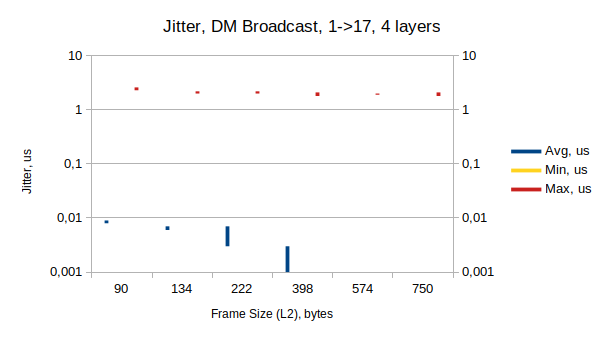 Jitter, DM Broadcast, 1->17, 4 layers
10 10
1 1
0,1 0,1
0,01 0,01
0,001 0,001
Jitter, us
90 134 222 398 574 750
Frame Size (L2), bytes
Avg, us
Min, us
Max, us